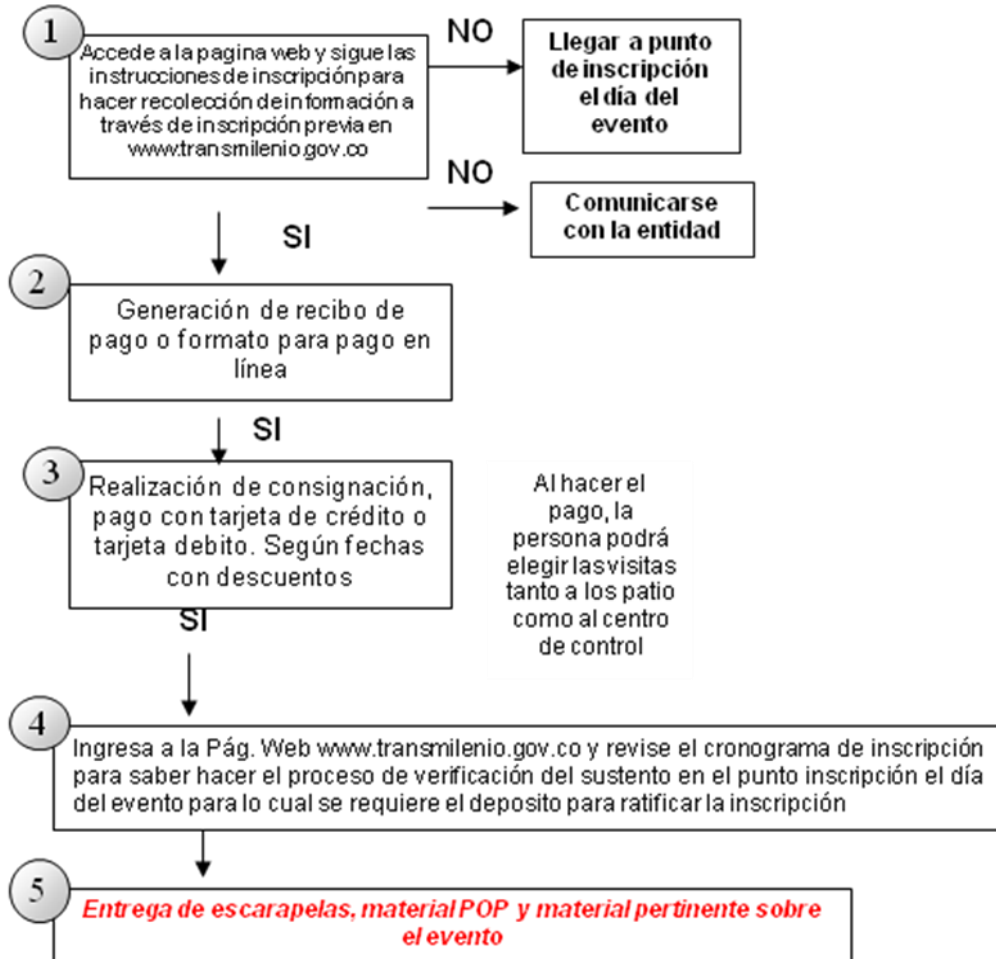 1
Accede a la pagina web y sigue las
instrucciones de inscripción para
hacer recolección de información a
través de inscripción previa en
www.transmilenio.gov.co
NO
Llegar a punto
de inscripción
el día del
evento
NO
Comunicarse
con la entidad
SI
2
Generación de recibo de
pago o formato para pago en
línea
SI
3
Realización de consignación,
pago con tarjeta de crédito o
tarjeta debito. Según fechas
con descuentos
Al hacer el
pago, la
persona podrá
elegir las visitas
tanto a los patio
como al centro
de control
SI
4
Ingresa a la Pág. Web www.transmilenio.gov.co y revise el cronograma de inscripción
para saber hacer el proceso de verificación del sustento en el punto inscripción el día
del evento para lo cual se requiere el deposito para ratificar la inscripción
5
Entrega de escarapelas, material POP y material pertinente sobre
el evento